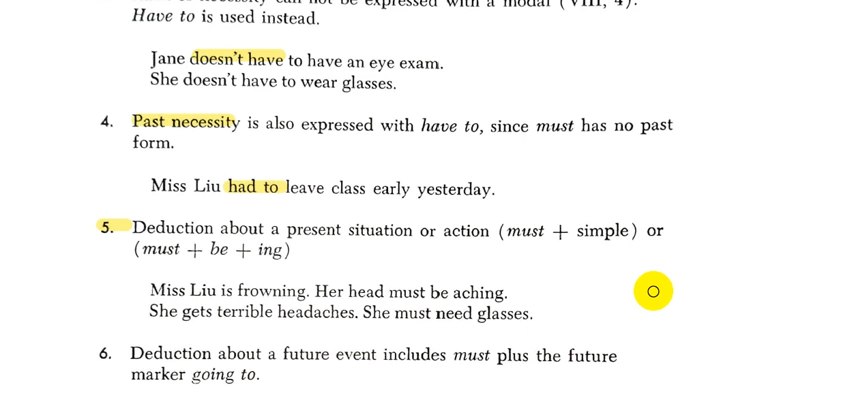 Have to is used instead.
Jane doesn't have to have an eye exam.
She doesn't have to wear glasses.
4. Past necessity is also expressed with have to, since must has no past
form.
Miss Liu had to leave class early yesterday.
5. Deduction about a present situation or action (must + simple) or
(must + be + ing)
Miss Liu is frowning. Her head must be aching.
She gets terrible headaches. She must need glasses.
6. Deduction about a future event includes must plus the future
marker going to.